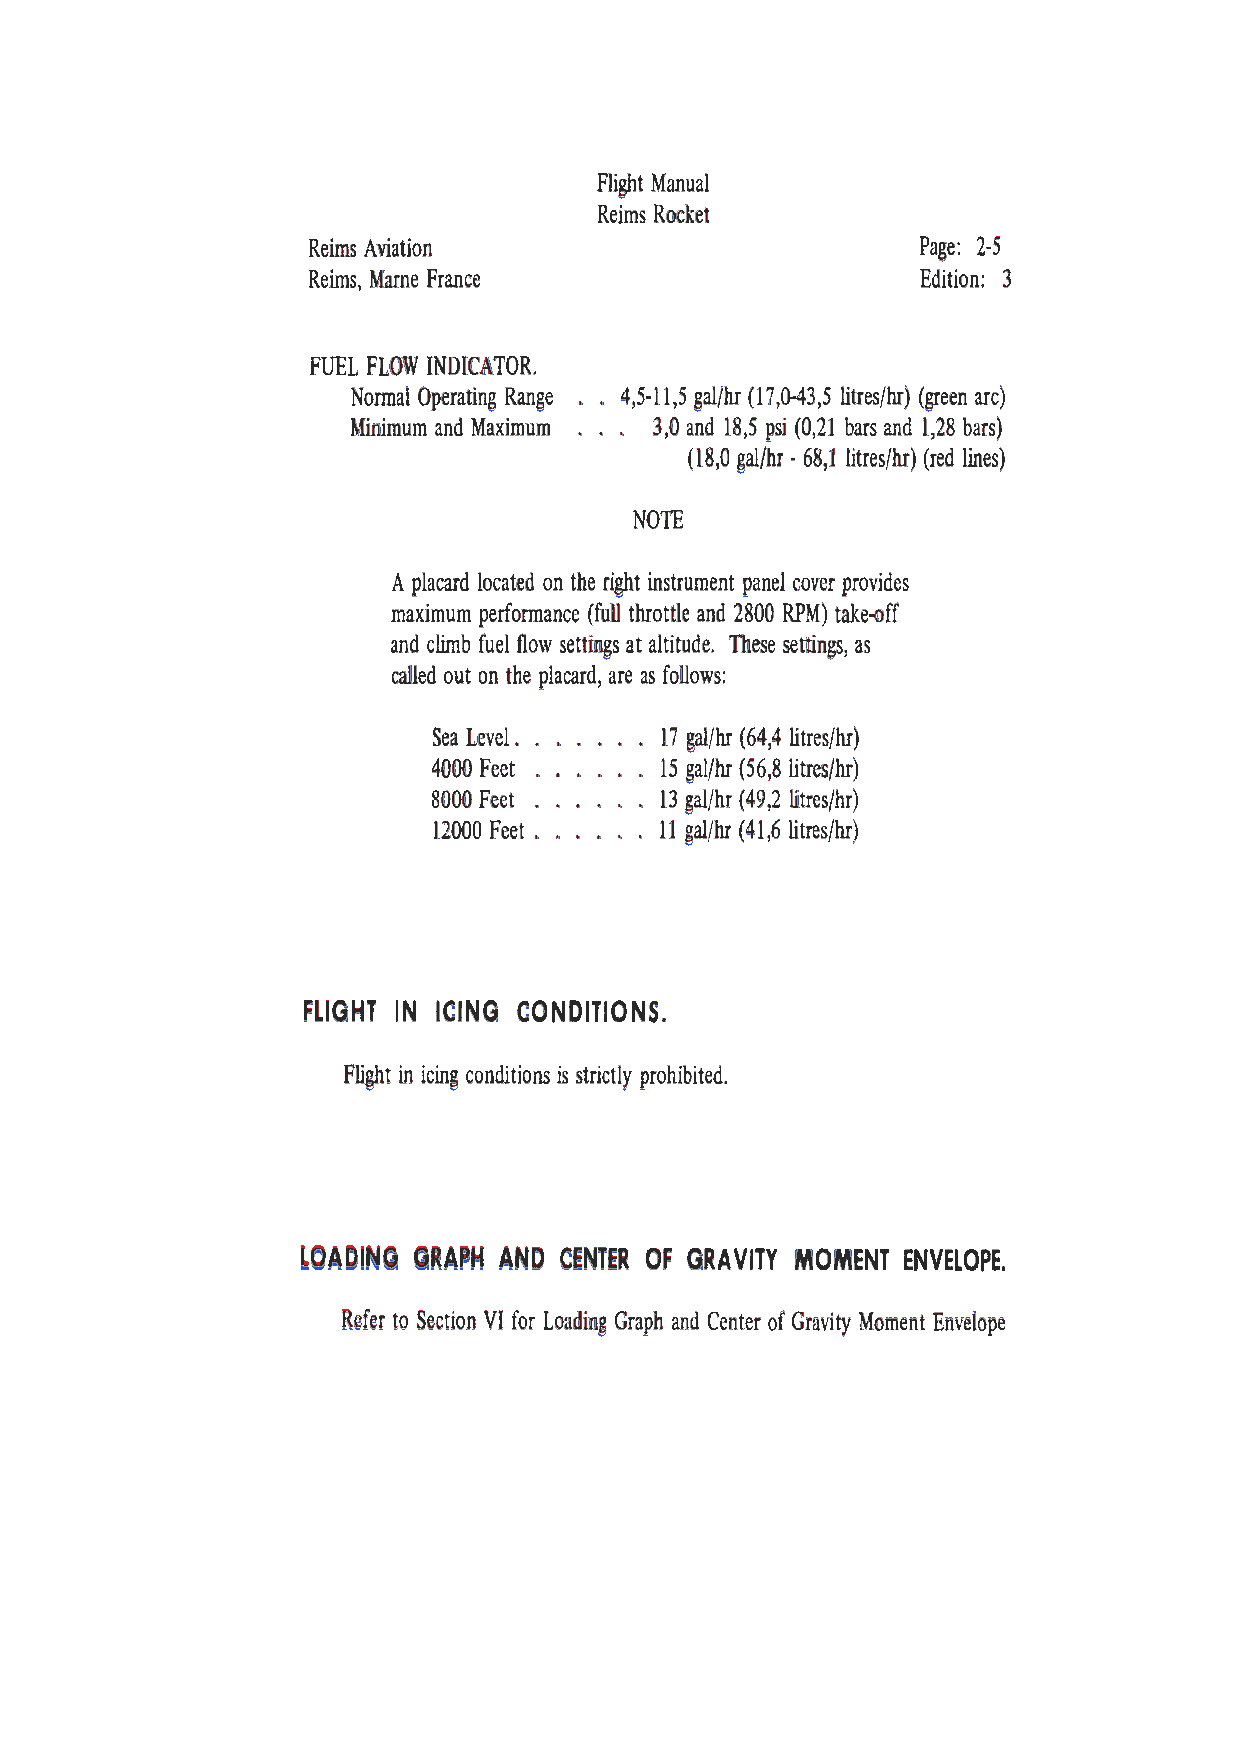 Flight Manual
Reims Rocket
Reims Aviation Page: 2-5
Reims, Marne France Edition: 3
FUEL FLOW INDICATOR.
Normal Operating Range . . 4,5-11,5 gal/hr (17,0-43,5 litres/hr) (green arc)
Minimum and Maximum . . . 3,0 and 18,5 psi (0,21 bars and 1,28 bars)
(18,0 gal/hr - 68,1 litres/hr) (red lines)
NOTE
A placard located on the right instrument panel cover provides
maximum performance (full throttle and 2800 RPM) take-off
and climb fuel flow settings at altitude. These settings, as
called out on the placard, are as follows:
Sea Level. . . . . . . 17 gal/hr (64,4 litres/hr)
4000 Feet . . . . . . 15 gal/hr (56,8 litres/hr)
8000 Feet . . . . . . 13 gal/hr (49,2 litres/hr)
12000 Feet . . . . . . 11 gal/hr (41,6 litres/hr)
FLIGHT IN ICING CONDITIONS.
Flight in icing conditions is strictly prohibited.
LOADING GRAPH AND CENTER OF GRAVITY MOMENT ENVELOPE.
Refer to Section VI for Loading Graph and Center of Gravity Moment Envelope